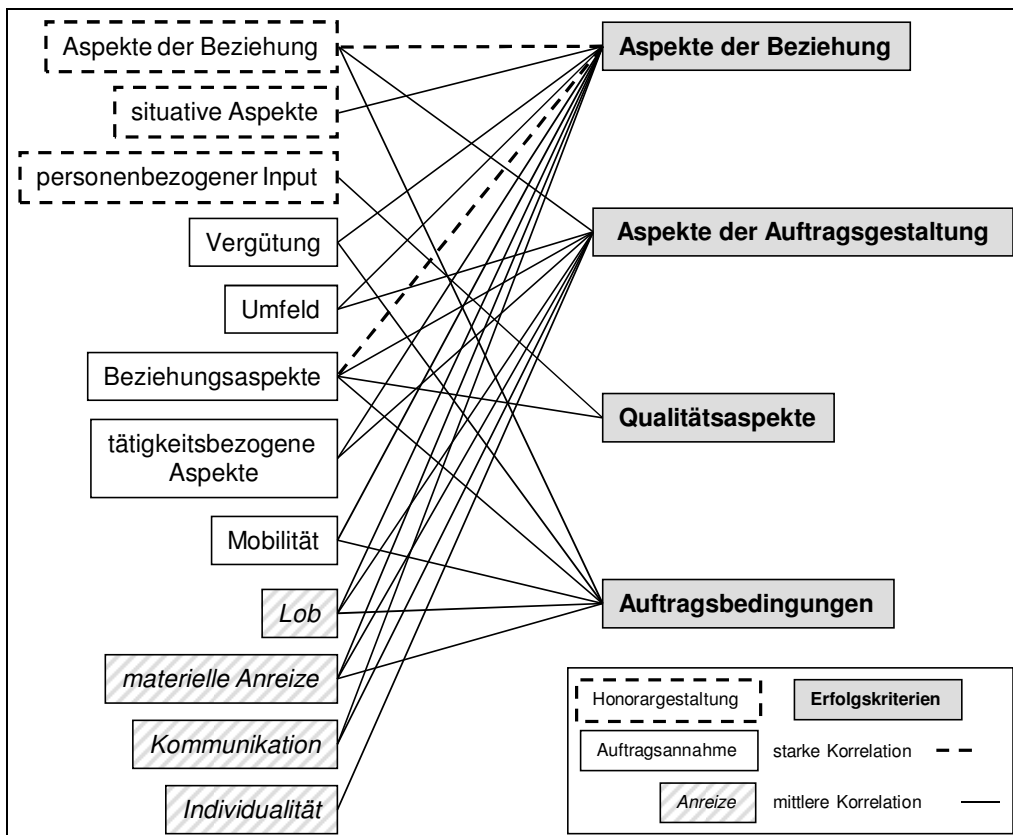 Aspekte der Beziehung
situative Aspekte
personenbezogener Input
Vergütung
Umfeld
Beziehungsaspekte
tätigkeitsbezogene
Aspekte
Mobilität
Lob
materielle Anreize
Kommunikation
Individualität
Aspekte der Beziehung
Aspekte der Auftragsgestaltung
Qualitätsaspekte
Auftragsbedingungen
Honorargestaltung
Erfolgskriterien
Auftragsannahme
starke Korrelation
Anreize
mittlere Korrelation